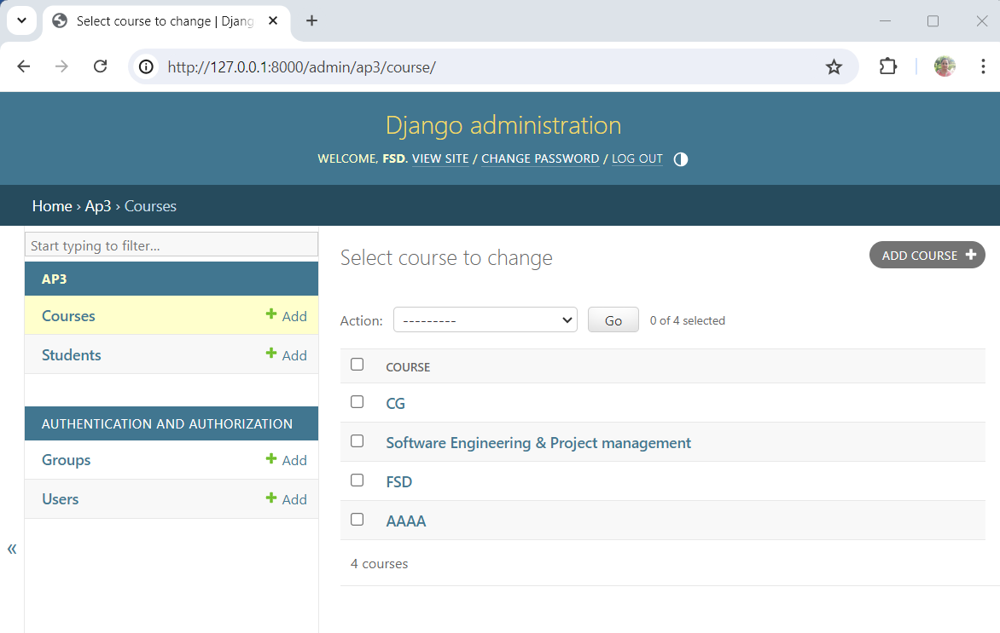 Select course to change | Djang
http://127.0.0.1:8000/admin/ap3/course/
Django administration
WELCOME, FSD. VIEW SITE / CHANGE PASSWORD / LOG OUT
Home › Ap3 › Courses
Start typing to filter...
AP3
Courses + Add
Students + Add
AUTHENTICATION AND AUTHORIZATION
Groups + Add
Users + Add
«
Select course to change
ADD COURSE +
Action: --------- Go 0 of 4 selected
COURSE
CG
Software Engineering & Project management
FSD
AAAA
4 courses